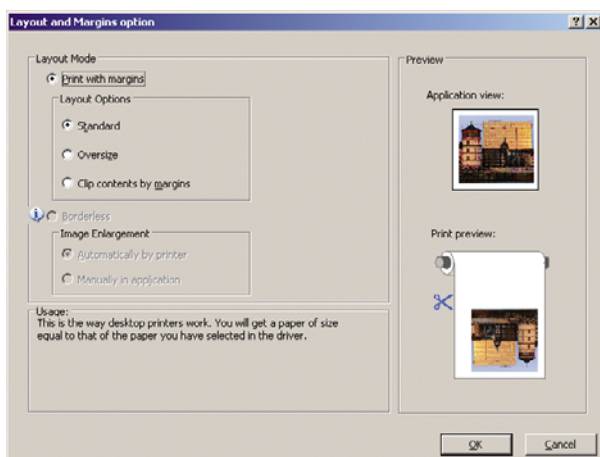 Layout and Margins option
Layout Mode
Print with margins
Layout Options
Standard
Oversize
Clip contents by margins
Borderless
Image Enlargement
Automatically by printer
Manually in application
Usage:
This is the way desktop printers work. You will get a paper of size
equal to that of the paper you have selected in the driver.
Preview
Application view:
Print preview:
OK
Cancel